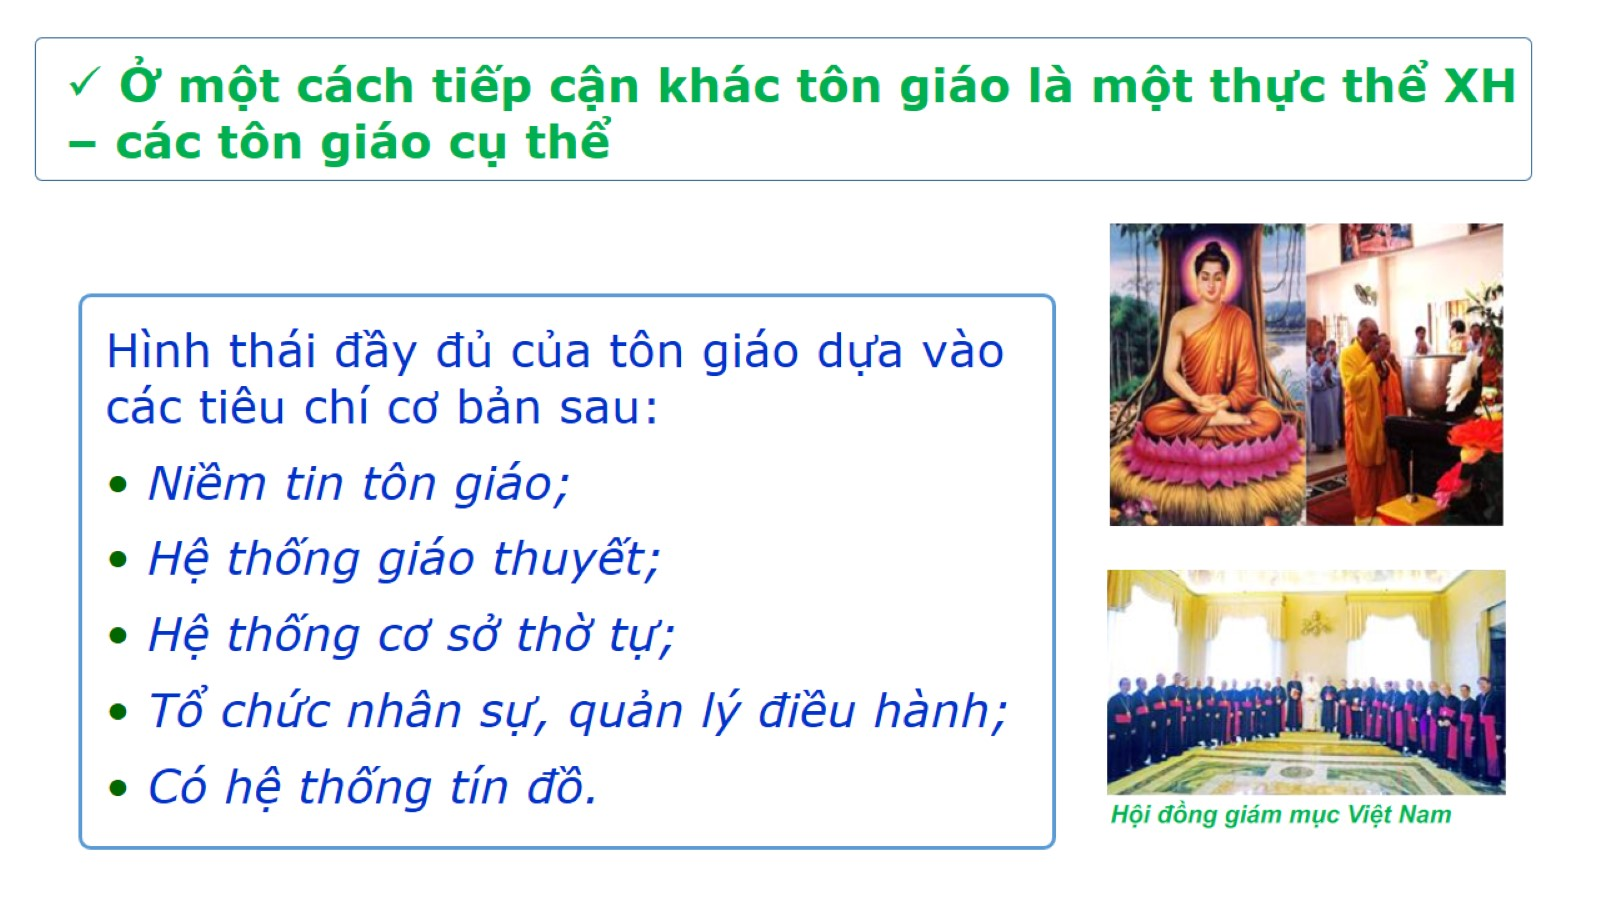 ✓ Ở một cách tiếp cận khác tôn giáo là một thực thể XH
– các tôn giáo cụ thể
Hình thái đầy đủ của tôn giáo dựa vào
các tiêu chí cơ bản sau:
• Niềm tin tôn giáo;
• Hệ thống giáo thuyết;
• Hệ thống cơ sở thờ tự;
• Tổ chức nhân sự, quản lý điều hành;
• Có hệ thống tín đồ.
Hội đồng giám mục Việt Nam